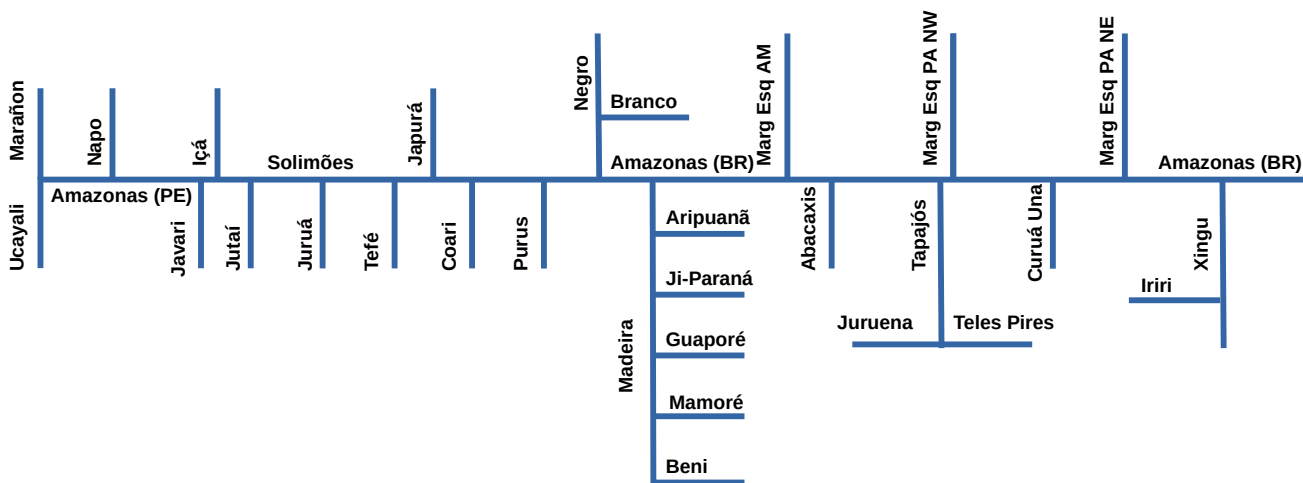 Marañon
Napo
Içá
Solimões
Japurá
Negro
Branco
Amazonas (BR)
Marg Esq AM
Marg Esq PA NW
Marg Esq PA NE
Amazonas (BR)
Ucayali
Amazonas (PE)
Javari
Jutaí
Juruá
Tefé
Coari
Purus
Madeira
Aripuanã
Ji-Paraná
Guaporé
Mamoré
Beni
Abacaxis
Tapajós
Juruena
Teles Pires
Curuá Una
Iriri
Xingu